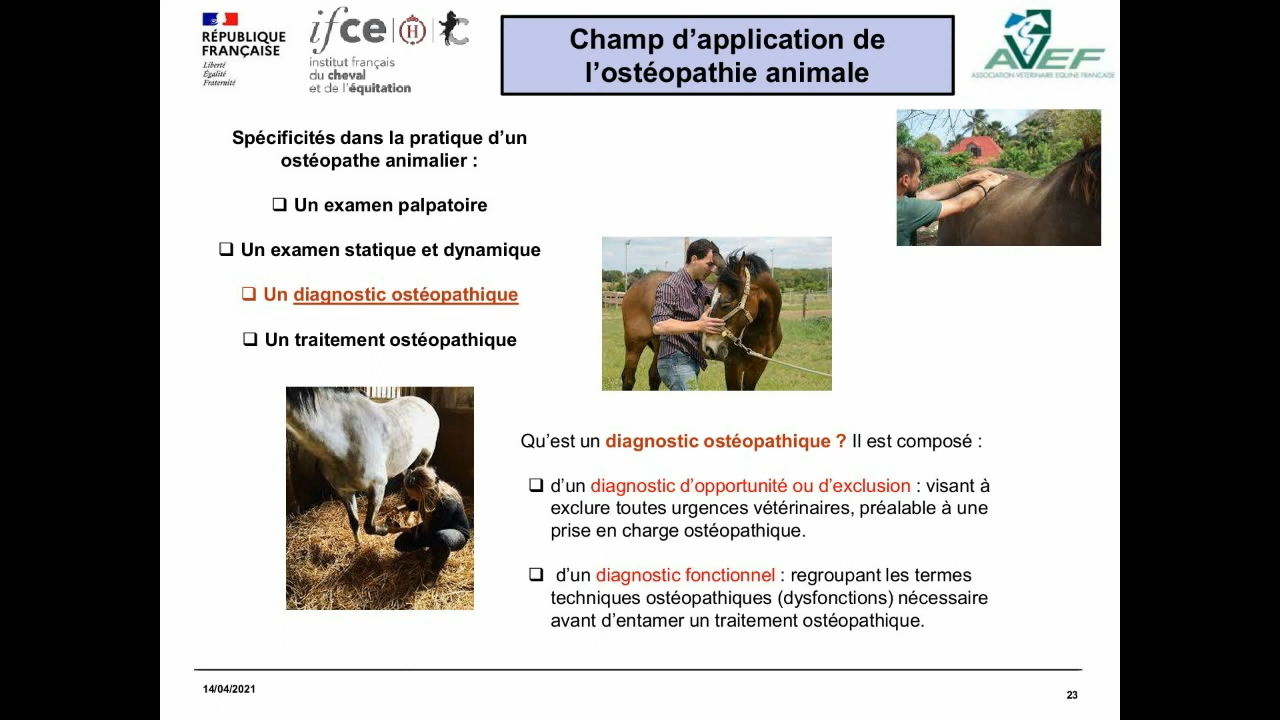 RÉPUBLIQUE
FRANÇAISE
Liberté
Égalité
Fraternité
ifce
H
institut français
du cheval
et de l'équitation
Champ d'application de
l'ostéopathie animale
AVEF
ASSOCIATION VÉTÉRINAIRE EQUINE FRANÇAISE
Spécificités dans la pratique d'un
ostéopathe animalier :
❑ Un examen palpatoire
❑ Un examen statique et dynamique
❑ Un diagnostic ostéopathique
❑ Un traitement ostéopathique
Qu'est un diagnostic ostéopathique ? Il est composé :
❑ d'un diagnostic d'opportunité ou d'exclusion : visant à
exclure toutes urgences vétérinaires, préalable à une
prise en charge ostéopathique.
❑ d'un diagnostic fonctionnel : regroupant les termes
techniques ostéopathiques (dysfonctions) nécessaire
avant d'entamer un traitement ostéopathique.
14/04/2021
23